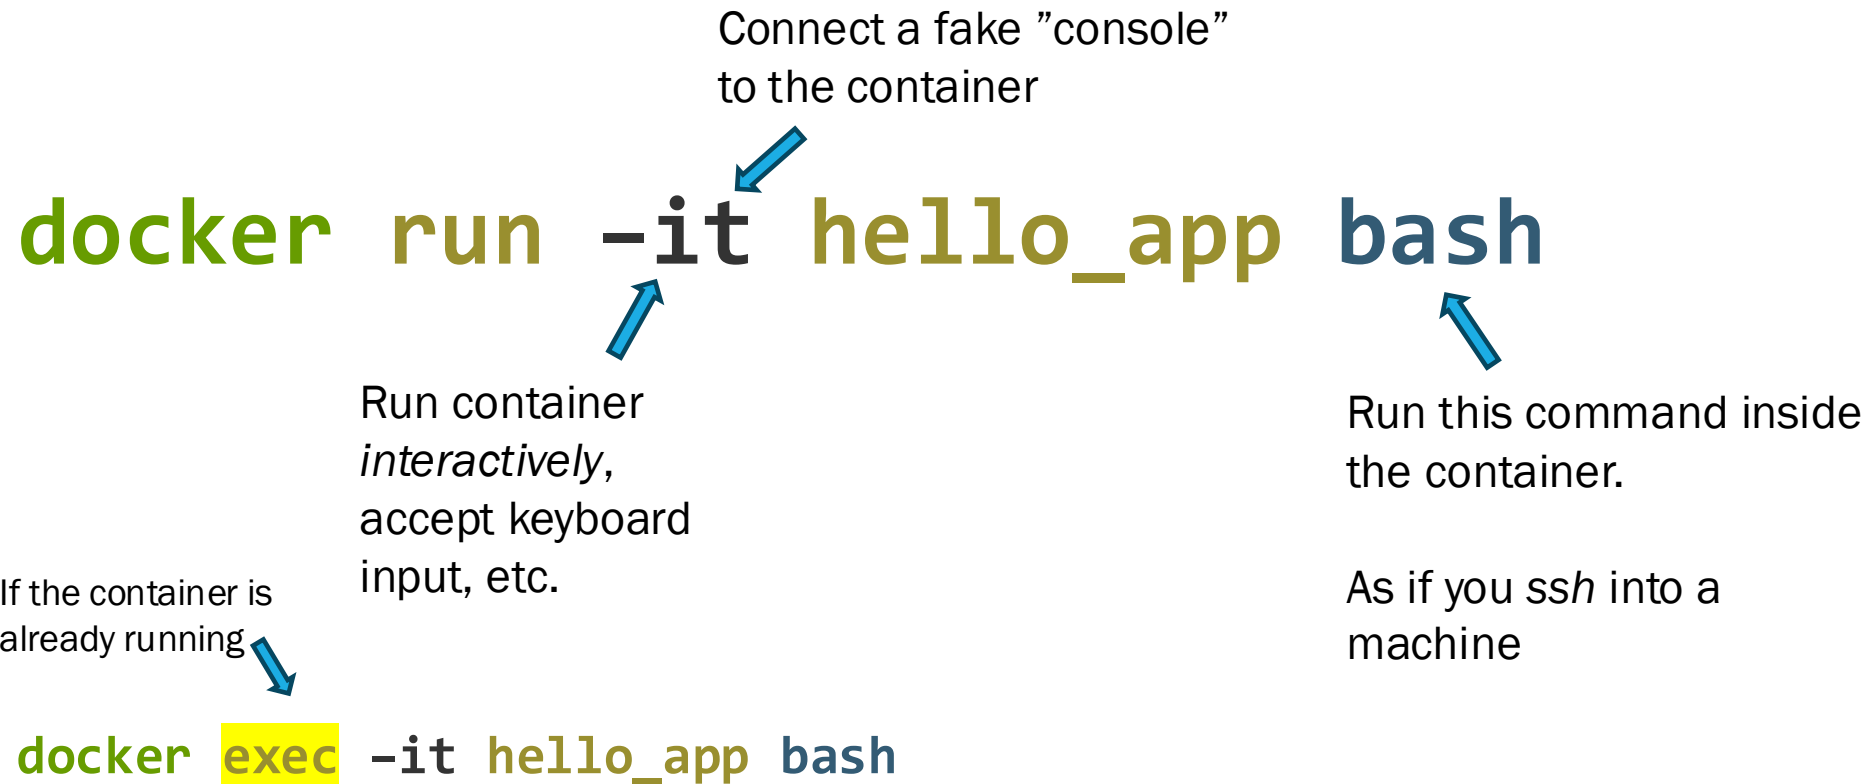 Connect a fake ”console”
to the container
docker run -it hello_app bash
Run container
interactively,
accept keyboard
input, etc.
Run this command inside
the container.
As if you ssh into a
machine
If the container is
already running
docker exec -it hello_app bash